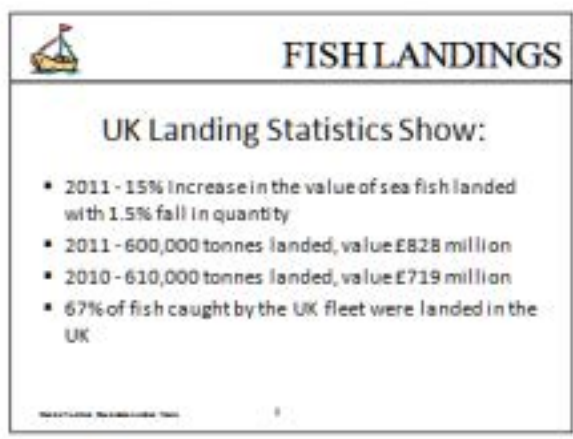 FISH LANDINGS
UK Landing Statistics Show:
▪ 2011 - 15% Increase in the value of sea fish landed
with 1.5% fall in quantity
▪ 2011 - 600,000 tonnes landed, value £828 million
▪ 2010 - 610,000 tonnes landed, value £719 million
▪ 67% of fish caught by the UK fleet were landed in the
UK